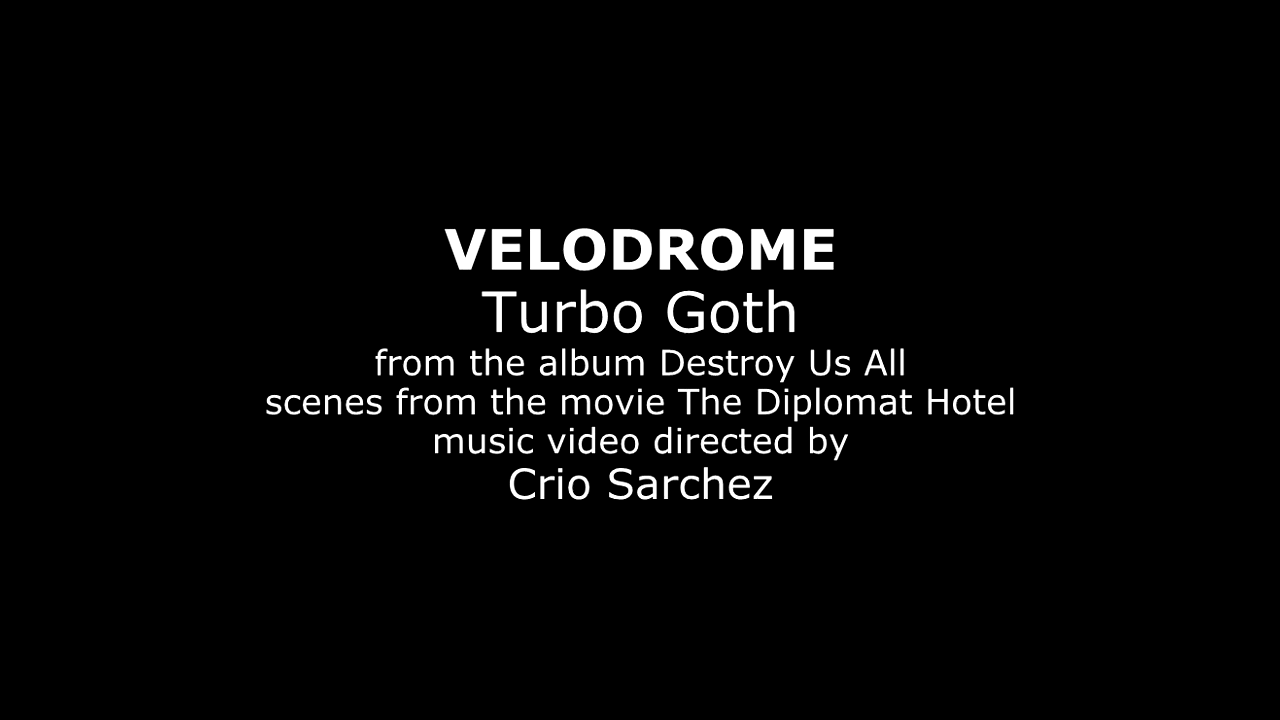 VELODROME
Turbo Goth
from the album Destroy Us All
scenes from the movie The Diplomat Hotel
music video directed by
Crio Sarchez